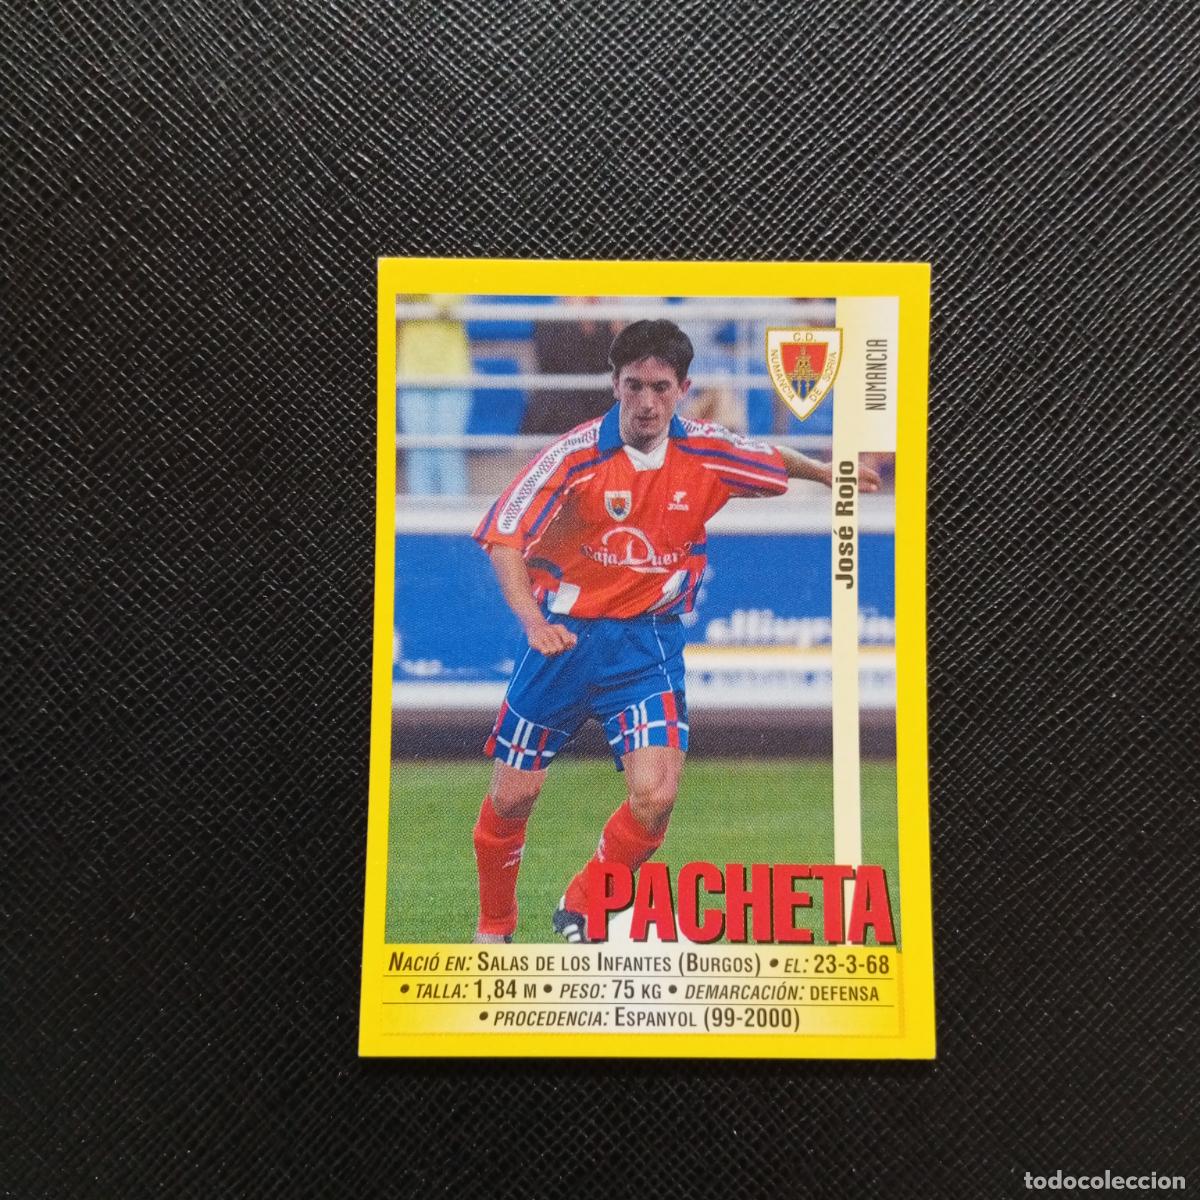 C.D.
NUMANCIA DE SORIA
NUMANCIA
José Rojo
Joma
Caja Duero
PACHETA
NACIÓ EN: SALAS DE LOS INFANTES (BURGOS) • EL: 23-3-68
• TALLA: 1,84 M • PESO: 75 KG • DEMARCACIÓN: DEFENSA
• PROCEDENCIA: ESPANYOL (99-2000)
todocoleccion